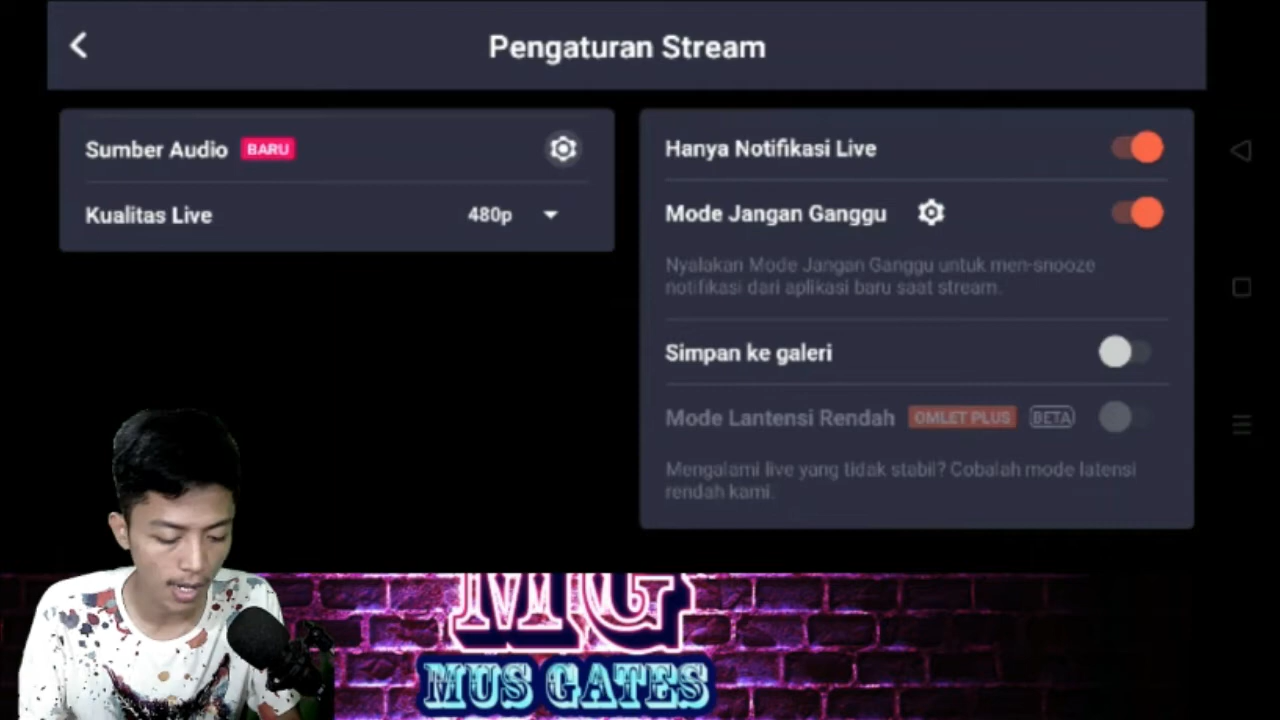 Pengaturan Stream
Sumber Audio BARU
Kualitas Live 480p
Hanya Notifikasi Live
Mode Jangan Ganggu
Nyalakan Mode Jangan Ganggu untuk men-snooze
notifikasi dari aplikasi baru saat stream.
Simpan ke galeri
Mode Lantensi Rendah OMLET PLUS BETA
Mengalami live yang tidak stabil? Cobalah mode latensi
rendah kami.
MG
MUS GATES